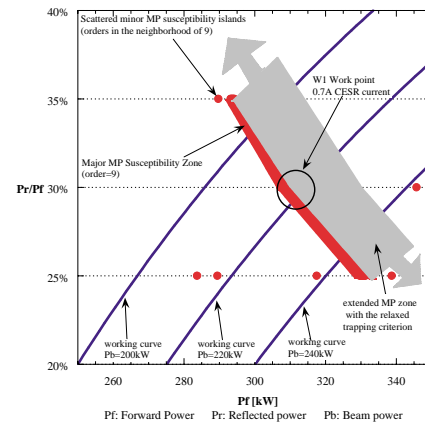 Scattered minor MP susceptibility islands
(orders in the neighborhood of 9)
40%
W1 Work point
0.7A CESR current
35%
Major MP Susceptibility Zone
(order=9)
Pr/Pf
30%
25%
extended MP zone
with the relaxed
trapping criterion
working curve
Pb=200kW
working curve
Pb=220kW
working curve
Pb=240kW
20%
260
280
300
320
340
Pf [kW]
Pf: Forward Power
Pr: Reflected power
Pb: Beam power